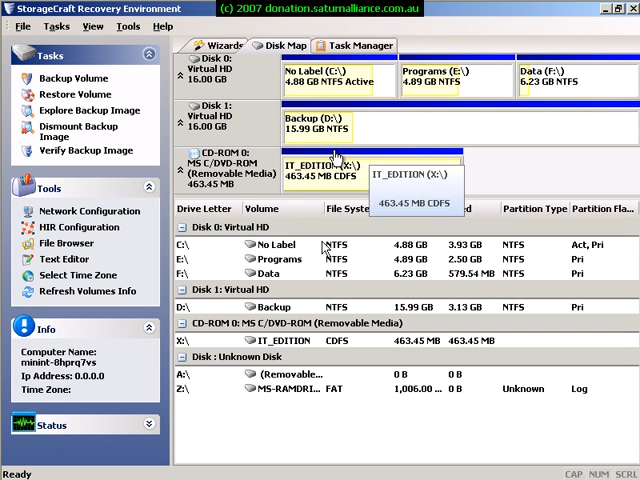 StorageCraft Recovery Environment
(c) 2007 donation.saturnalliance.com.au
File Tasks View Tools Help
Tasks
Backup Volume
Restore Volume
Explore Backup Image
Dismount Backup
Image
Verify Backup Image
Tools
Network Configuration
HIR Configuration
File Browser
Text Editor
Select Time Zone
Refresh Volumes Info
Info
Computer Name:
minint-8hprq7vs
Ip Address: 0.0.0.0
Time Zone:
Status
Wizards Disk Map Task Manager
Disk 0:
Virtual HD
16.00 GB
No Label (C:\)
4.88 GB NTFS Active
Programs (E:\)
4.89 GB NTFS
Data (F:\)
6.23 GB NTFS
Disk 1:
Virtual HD
16.00 GB
Backup (D:\)
15.99 GB NTFS
CD-ROM 0:
MS C/DVD-ROM
(Removable Media)
463.45 MB
IT_EDITION (X:\)
463.45 MB CDFS
IT_EDITION (X:\)
463.45 MB CDFS
Drive Letter Volume File Syste Partition Type Partition Fla...
Disk 0: Virtual HD
C:\ No Label NTFS 4.88 GB 3.93 GB NTFS Act, Pri
E:\ Programs NTFS 4.89 GB 2.50 GB NTFS Pri
F:\ Data NTFS 6.23 GB 579.54 MB NTFS Pri
Disk 1: Virtual HD
D:\ Backup NTFS 15.99 GB 3.13 GB NTFS Pri
CD-ROM 0: MS C/DVD-ROM (Removable Media)
X:\ IT_EDITION CDFS 463.45 MB 463.45 MB
Disk : Unknown Disk
A:\ (Removable... 0 B 0 B
Z:\ MS-RAMDRI... FAT 1,006.00 ... 0 B Unknown Log
Ready
CAP NUM SCRL